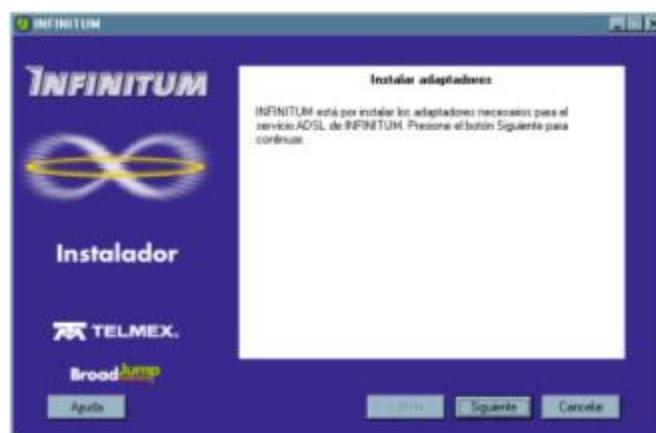 INFINITUM
INFINITUM
Instalar adaptadores
INFINITUM está por instalar los adaptadores necesarios para el
servicio ADSL de INFINITUM. Presione el botón Siguiente para
continuar.
Instalador
TELMEX.
BroadJump
Ayuda
Siguiente
Cancelar